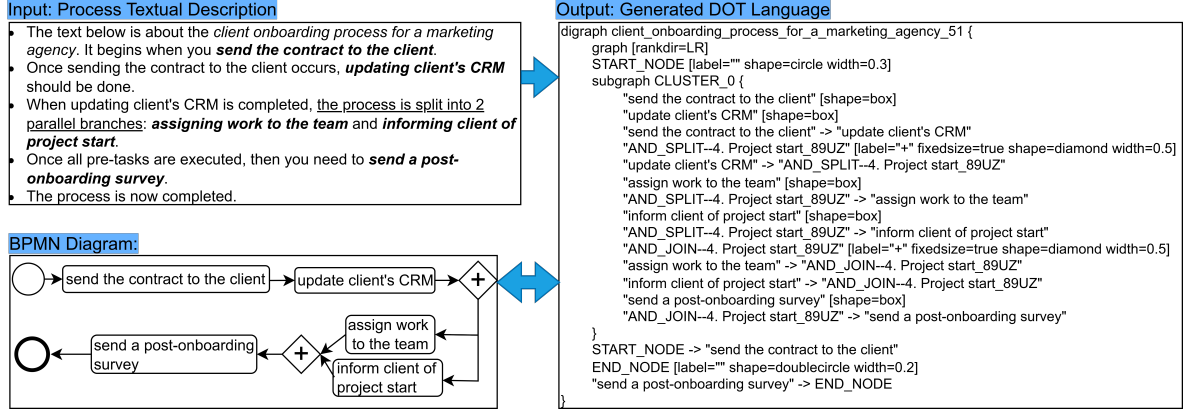 Input: Process Textual Description
• The text below is about the client onboarding process for a marketing
agency. It begins when you send the contract to the client.
• Once sending the contract to the client occurs, updating client's CRM
should be done.
• When updating client's CRM is completed, the process is split into 2
parallel branches: assigning work to the team and informing client of
project start.
• Once all pre-tasks are executed, then you need to send a post-
onboarding survey.
• The process is now completed.
BPMN Diagram:
send the contract to the client
update client's CRM
+
assign work
to the team
inform client of
project start
+
send a post-onboarding
survey
Output: Generated DOT Language
digraph client_onboarding_process_for_a_marketing_agency_51 {
graph [rankdir=LR]
START_NODE [label="" shape=circle width=0.3]
subgraph CLUSTER_0 {
"send the contract to the client" [shape=box]
"update client's CRM" [shape=box]
"send the contract to the client" -> "update client's CRM"
"AND_SPLIT--4. Project start_89UZ" [label="+" fixedsize=true shape=diamond width=0.5]
"update client's CRM" -> "AND_SPLIT--4. Project start_89UZ"
"assign work to the team" [shape=box]
"AND_SPLIT--4. Project start_89UZ" -> "assign work to the team"
"inform client of project start" [shape=box]
"AND_SPLIT--4. Project start_89UZ" -> "inform client of project start"
"AND_JOIN--4. Project start_89UZ" [label="+" fixedsize=true shape=diamond width=0.5]
"assign work to the team" -> "AND_JOIN--4. Project start_89UZ"
"inform client of project start" -> "AND_JOIN--4. Project start_89UZ"
"send a post-onboarding survey" [shape=box]
"AND_JOIN--4. Project start_89UZ" -> "send a post-onboarding survey"
}
START_NODE -> "send the contract to the client"
END_NODE [label="" shape=doublecircle width=0.2]
"send a post-onboarding survey" -> END_NODE
}